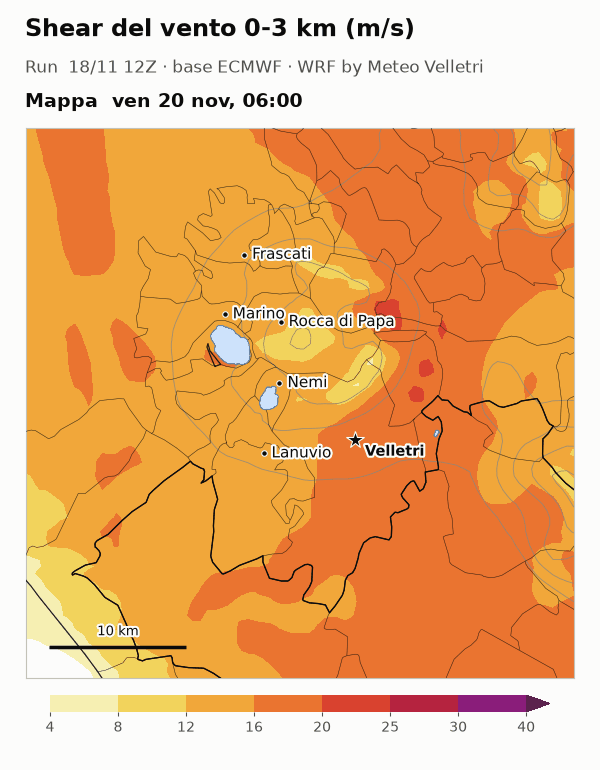 Shear del vento 0-3 km (m/s)
Run  18/11 12Z · base ECMWF · WRF by Meteo Velletri
Mappa  ven 20 nov, 06:00
Frascati
Marino
Rocca di Papa
Nemi
Velletri
Lanuvio
10 km
4 8 12 16 20 25 30 40